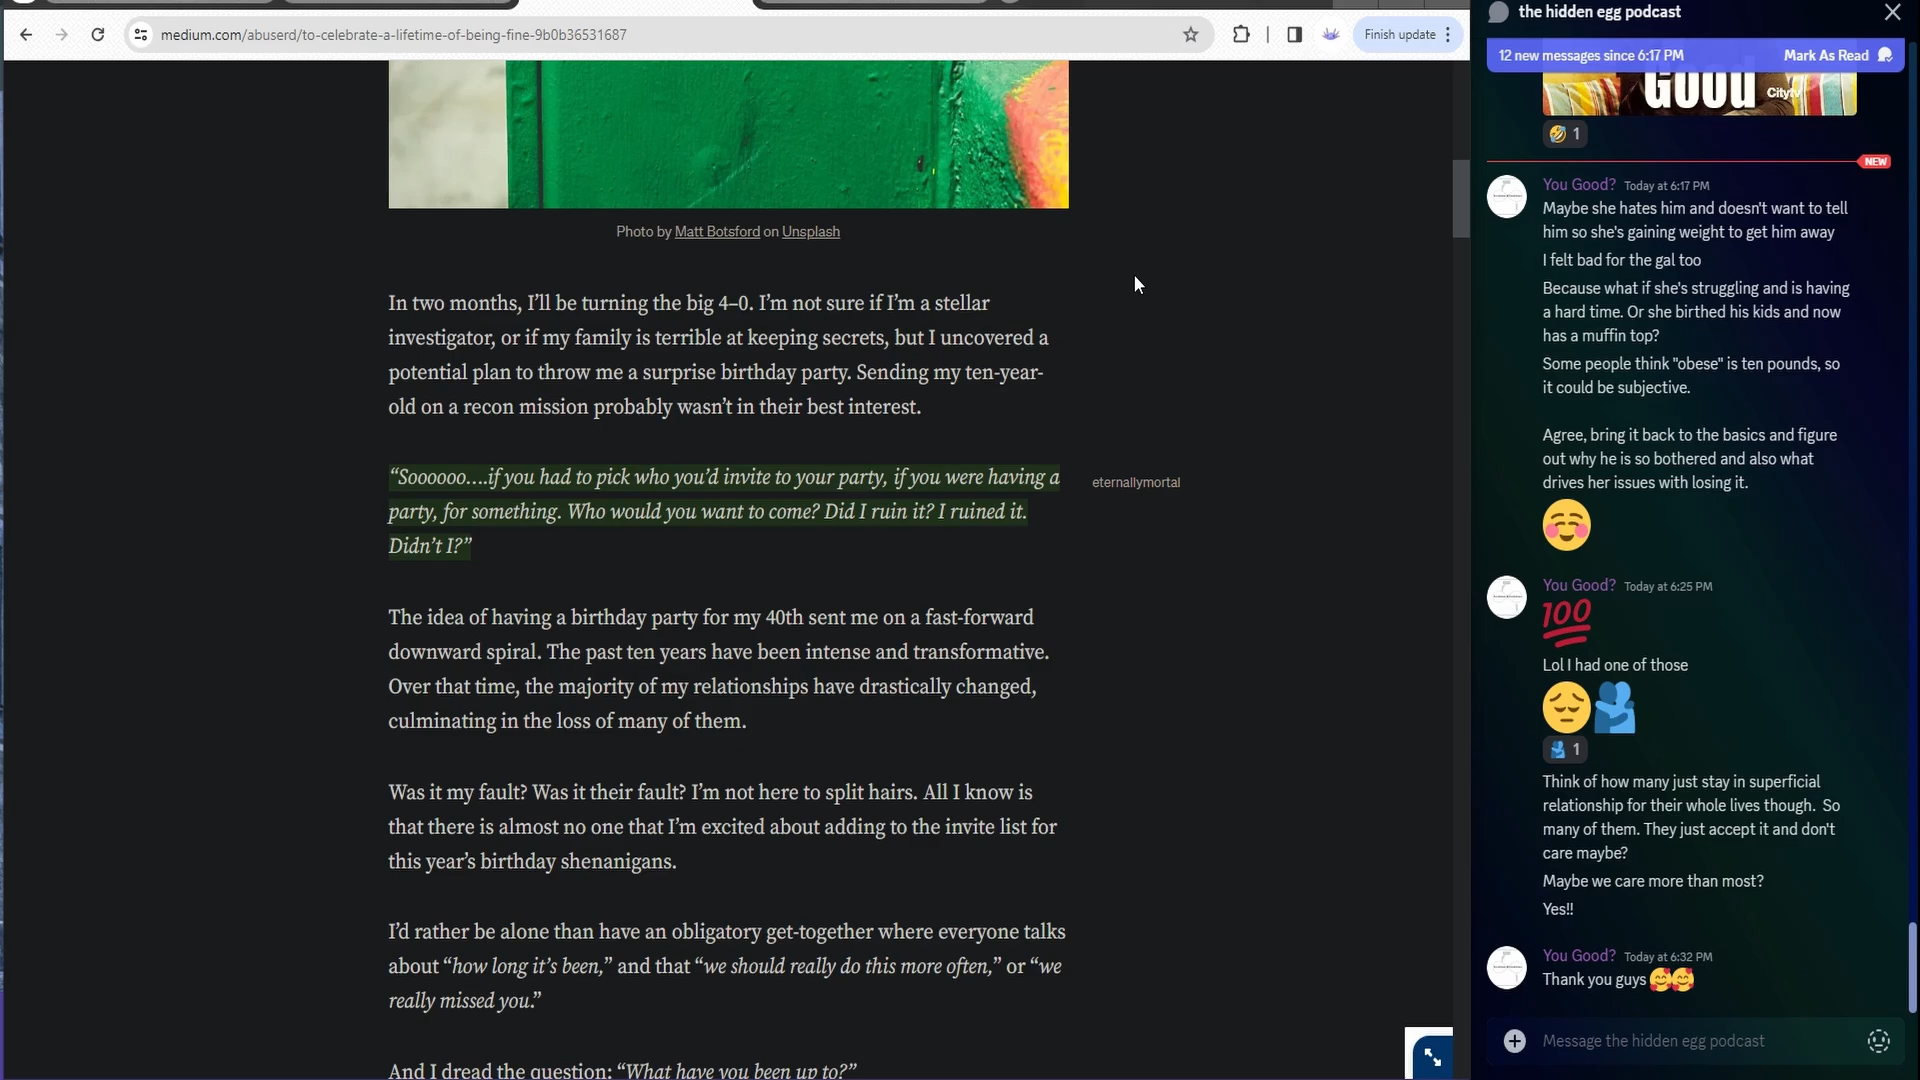 medium.com/abuserd/to-celebrate-a-lifetime-of-being-fine-9b0b36531687
Finish update
Photo by Matt Botsford on Unsplash
In two months, I’ll be turning the big 4–0. I’m not sure if I’m a stellar
investigator, or if my family is terrible at keeping secrets, but I uncovered a
potential plan to throw me a surprise birthday party. Sending my ten-year-
old on a recon mission probably wasn’t in their best interest.
“Soooooo….if you had to pick who you’d invite to your party, if you were having a
party, for something. Who would you want to come? Did I ruin it? I ruined it.
Didn’t I?”
eternallymortal
The idea of having a birthday party for my 40th sent me on a fast-forward
downward spiral. The past ten years have been intense and transformative.
Over that time, the majority of my relationships have drastically changed,
culminating in the loss of many of them.
Was it my fault? Was it their fault? I’m not here to split hairs. All I know is
that there is almost no one that I’m excited about adding to the invite list for
this year’s birthday shenanigans.
I’d rather be alone than have an obligatory get-together where everyone talks
about “how long it’s been,” and that “we should really do this more often,” or “we
really missed you.”
And I dread the question: “What have you been up to?”
the hidden egg podcast
12 new messages since 6:17 PM
Mark As Read
GOOD
Citytv
1
NEW
You Good? Today at 6:17 PM
Maybe she hates him and doesn't want to tell
him so she's gaining weight to get him away
I felt bad for the gal too
Because what if she's struggling and is having
a hard time. Or she birthed his kids and now
has a muffin top?
Some people think "obese" is ten pounds, so
it could be subjective.
Agree, bring it back to the basics and figure
out why he is so bothered and also what
drives her issues with losing it.
You Good? Today at 6:25 PM
100
Lol I had one of those
1
Think of how many just stay in superficial
relationship for their whole lives though. So
many of them. They just accept it and don't
care maybe?
Maybe we care more than most?
Yes!!
You Good? Today at 6:32 PM
Thank you guys
Message the hidden egg podcast